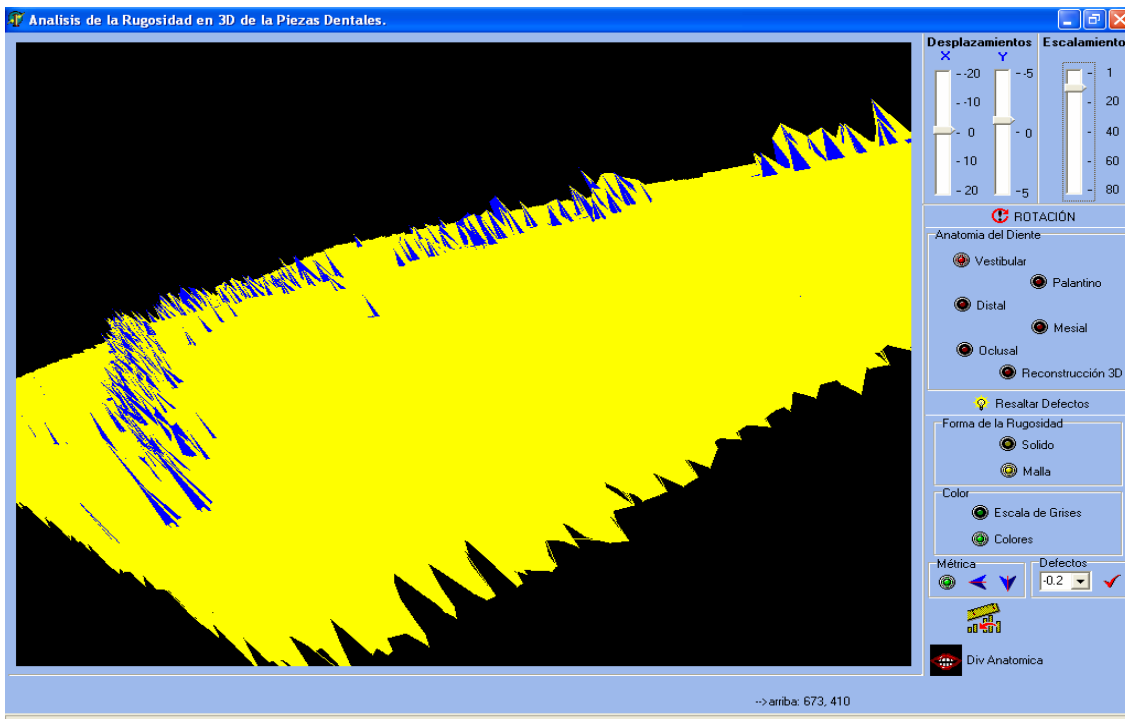 Analisis de la Rugosidad en 3D de la Piezas Dentales.
Desplazamientos Escalamiento
X Y
-20 -5 1
-10 20
0 0 40
10 60
20 5 80
ROTACIÓN
Anatomia del Diente
Vestibular
Palantino
Distal
Mesial
Oclusal
Reconstrucción 3D
Resaltar Defectos
Forma de la Rugosidad
Solido
Malla
Color
Escala de Grises
Colores
Métrica Defectos
-0.2
Div Anatomica
-->arriba: 673, 410